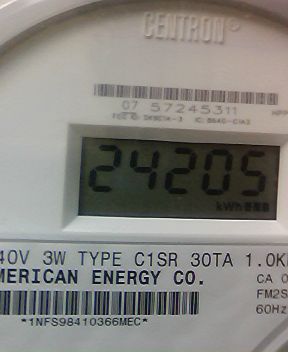 CENTRON®
07 57245311
24205
kWh
40V 3W TYPE C1SR 30TA 1.0K
MERICAN ENERGY CO.
CA 0
FM2S
60Hz
*1NFS98410366MEC*